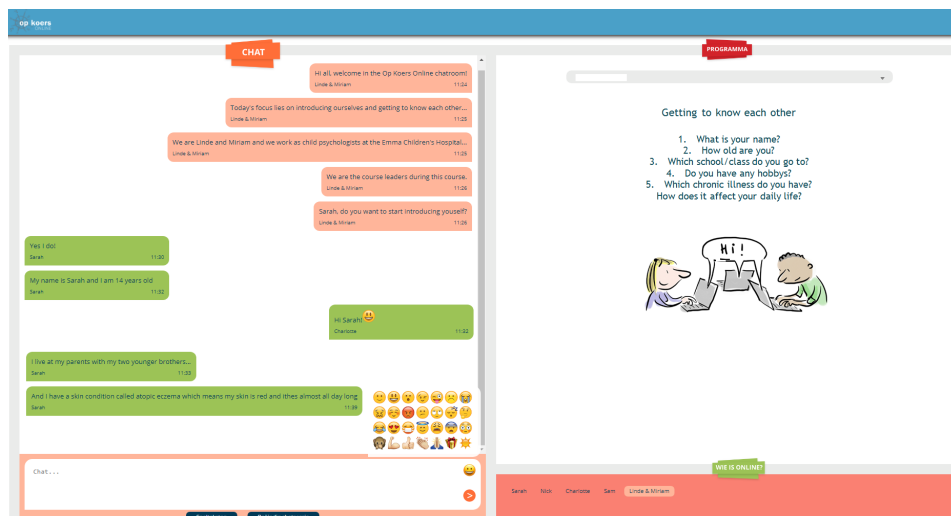 op koers
ONLINE
CHAT
Hi all, welcome in the Op Koers Online chatroom!
Linde & Miriam 11:24
Today's focus lies on introducing ourselves and getting to know each other...
Linde & Miriam 11:25
We are Linde and Miriam and we work as child psychologists at the Emma Children's Hospital...
Linde & Miriam 11:25
We are the course leaders during this course.
Linde & Miriam 11:26
Sarah, do you want to start introducing youself?
Linde & Miriam 11:26
Yes I do!
Sarah 11:30
My name is Sarah and I am 14 years old
Sarah 11:32
Hi Sarah!
Charlotte 11:32
I live at my parents with my two younger brothers...
Sarah 11:33
And I have a skin condition called atopic eczema which means my skin is red and ithes almost all day long
Sarah 11:39
Chat...
PROGRAMMA
Getting to know each other
1. What is your name?
2. How old are you?
3. Which school/class do you go to?
4. Do you have any hobbys?
5. Which chronic illness do you have?
How does it affect your daily life?
Hi!
WIE IS ONLINE?
Sarah Nick Charlotte Sam Linde & Miriam